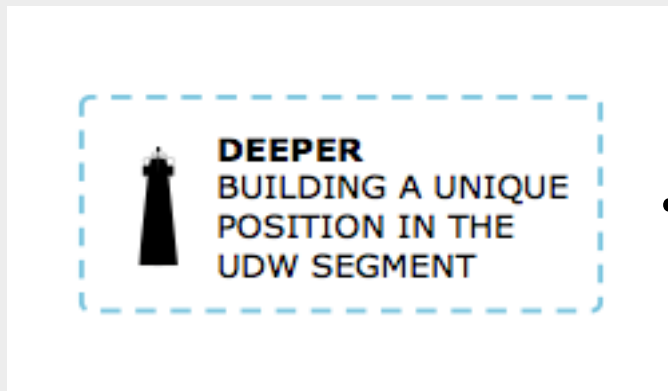 DEEPER
BUILDING A UNIQUE
POSITION IN THE
UDW SEGMENT